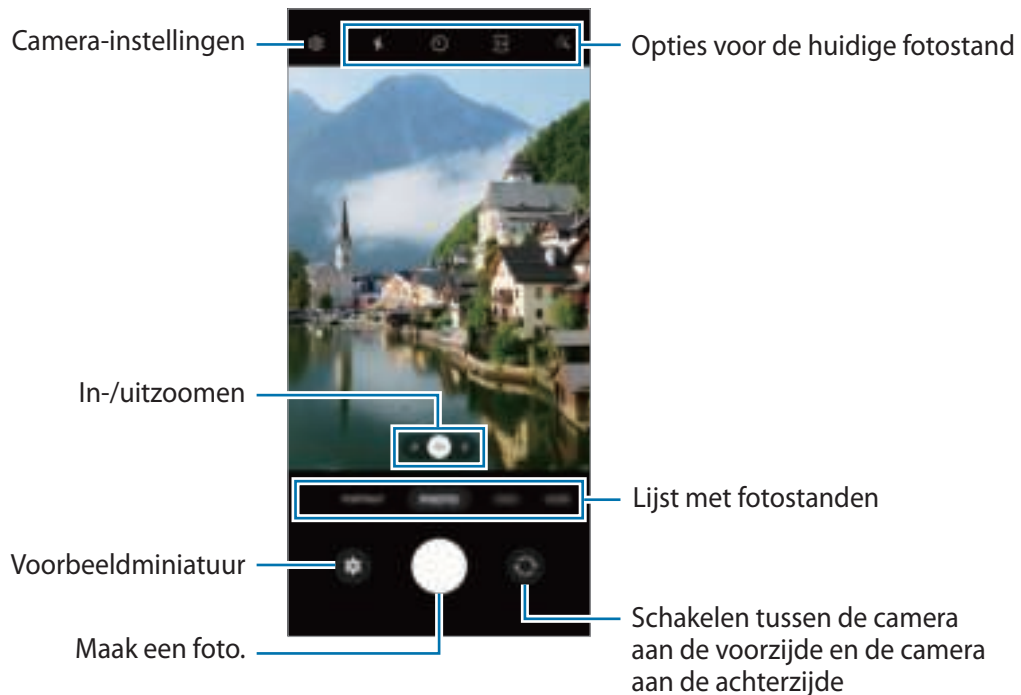 Camera-instellingen
Opties voor de huidige fotostand
In-/uitzoomen
Lijst met fotostanden
Voorbeeldminiatuur
Maak een foto.
Schakelen tussen de camera
aan de voorzijde en de camera
aan de achterzijde